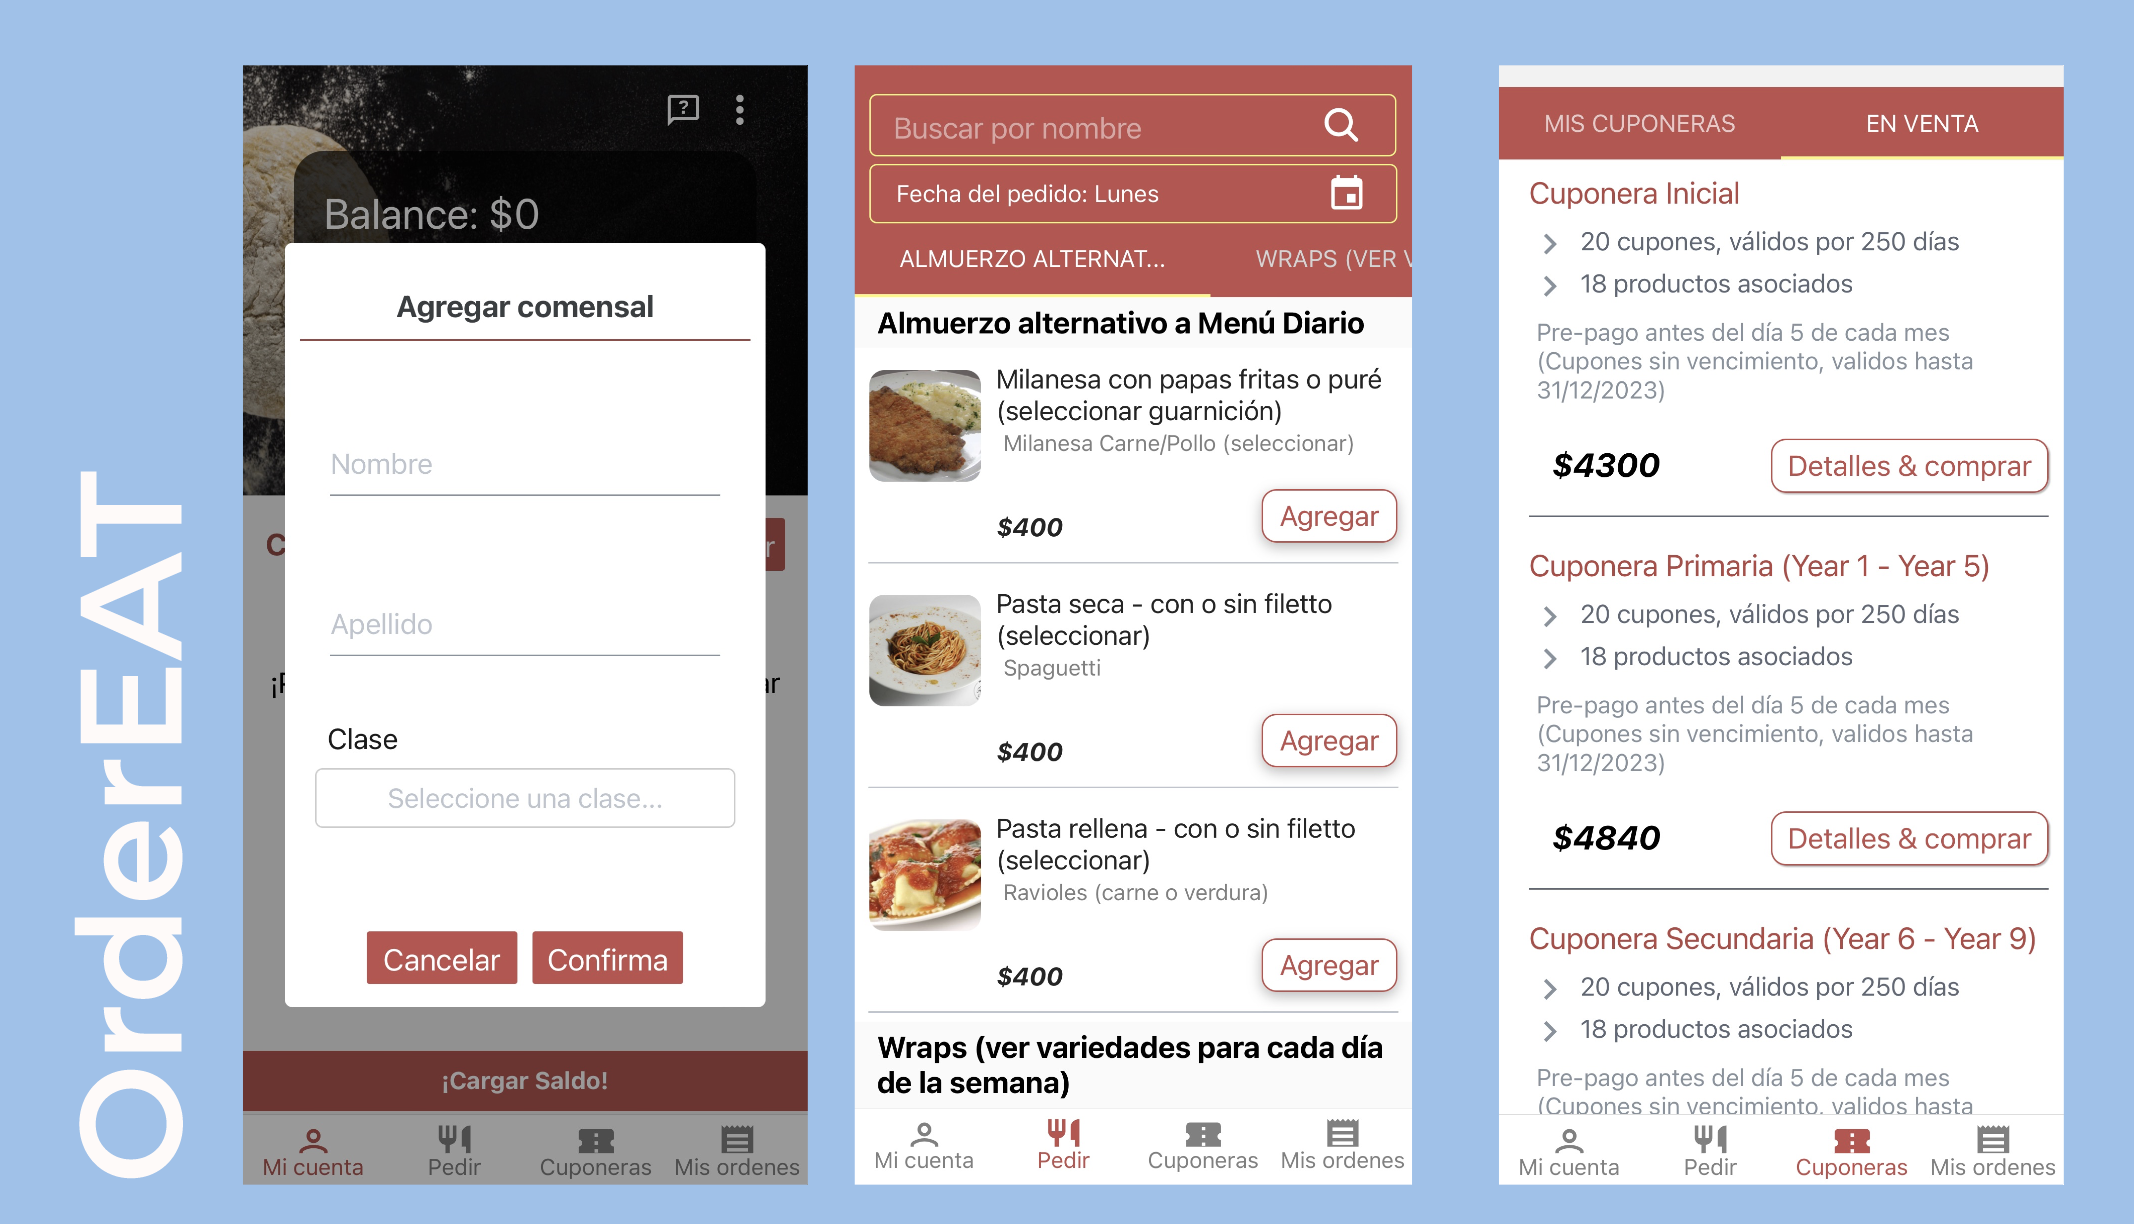 OrderEAT
Balance: $0
Agregar comensal
Nombre
Apellido
Clase
Seleccione una clase...
Cancelar
Confirma
¡Cargar Saldo!
Mi cuenta
Pedir
Cuponeras
Mis ordenes
Buscar por nombre
Fecha del pedido: Lunes
ALMUERZO ALTERNAT...
WRAPS (VER V
Almuerzo alternativo a Menú Diario
Milanesa con papas fritas o puré
(seleccionar guarnición)
Milanesa Carne/Pollo (seleccionar)
$400
Agregar
Pasta seca - con o sin filetto
(seleccionar)
Spaguetti
$400
Agregar
Pasta rellena - con o sin filetto
(seleccionar)
Ravioles (carne o verdura)
$400
Agregar
Wraps (ver variedades para cada día
de la semana)
Mi cuenta
Pedir
Cuponeras
Mis ordenes
MIS CUPONERAS
EN VENTA
Cuponera Inicial
20 cupones, válidos por 250 días
18 productos asociados
Pre-pago antes del día 5 de cada mes
(Cupones sin vencimiento, validos hasta
31/12/2023)
$4300
Detalles & comprar
Cuponera Primaria (Year 1 - Year 5)
20 cupones, válidos por 250 días
18 productos asociados
Pre-pago antes del día 5 de cada mes
(Cupones sin vencimiento, validos hasta
31/12/2023)
$4840
Detalles & comprar
Cuponera Secundaria (Year 6 - Year 9)
20 cupones, válidos por 250 días
18 productos asociados
Pre-pago antes del día 5 de cada mes
(Cupones sin vencimiento, validos hasta
Mi cuenta
Pedir
Cuponeras
Mis ordenes